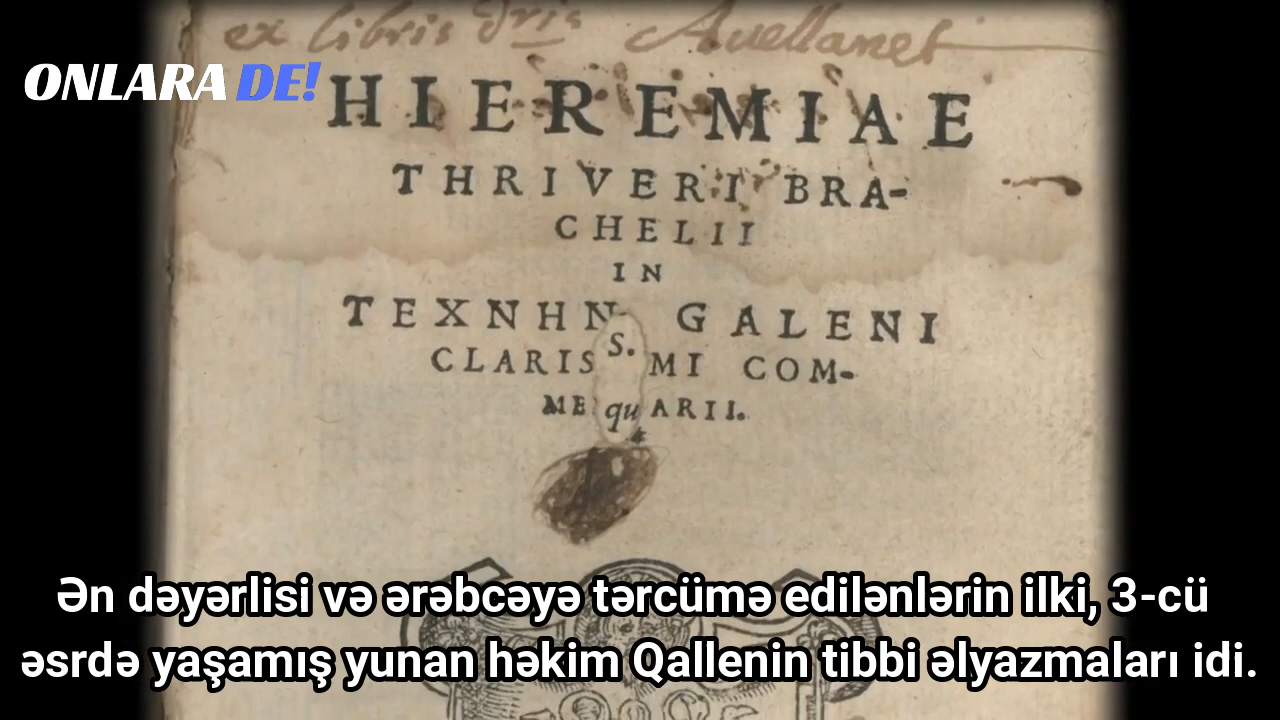 ex libris dris Avellanet
ONLARA DE!
HIEREMIAE
THRIVERI BRA-
CHELII
IN
TEXNHN GALENI
CLARIS S. MI COM-
ME qu ARII.
Ən dəyərlisi və ərəbcəyə tərcümə edilənlərin ilki, 3-cü
əsrdə yaşamış yunan həkim Qallenin tibbi əlyazmaları idi.